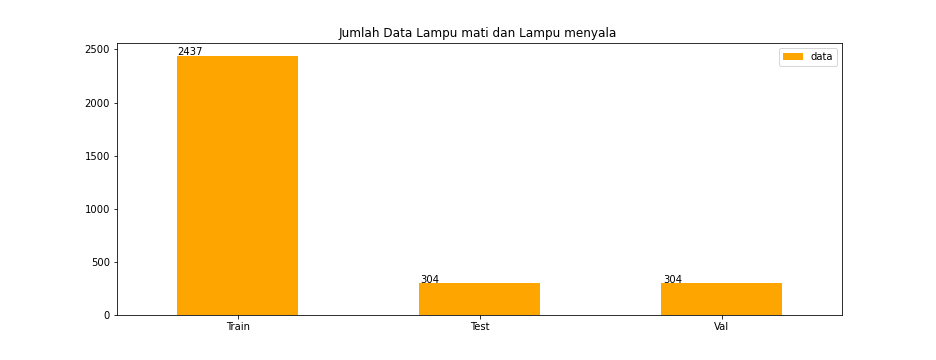 Jumlah Data Lampu mati dan Lampu menyala
2437
data
2500
2000
1500
1000
500
304
304
0
Train
Test
Val